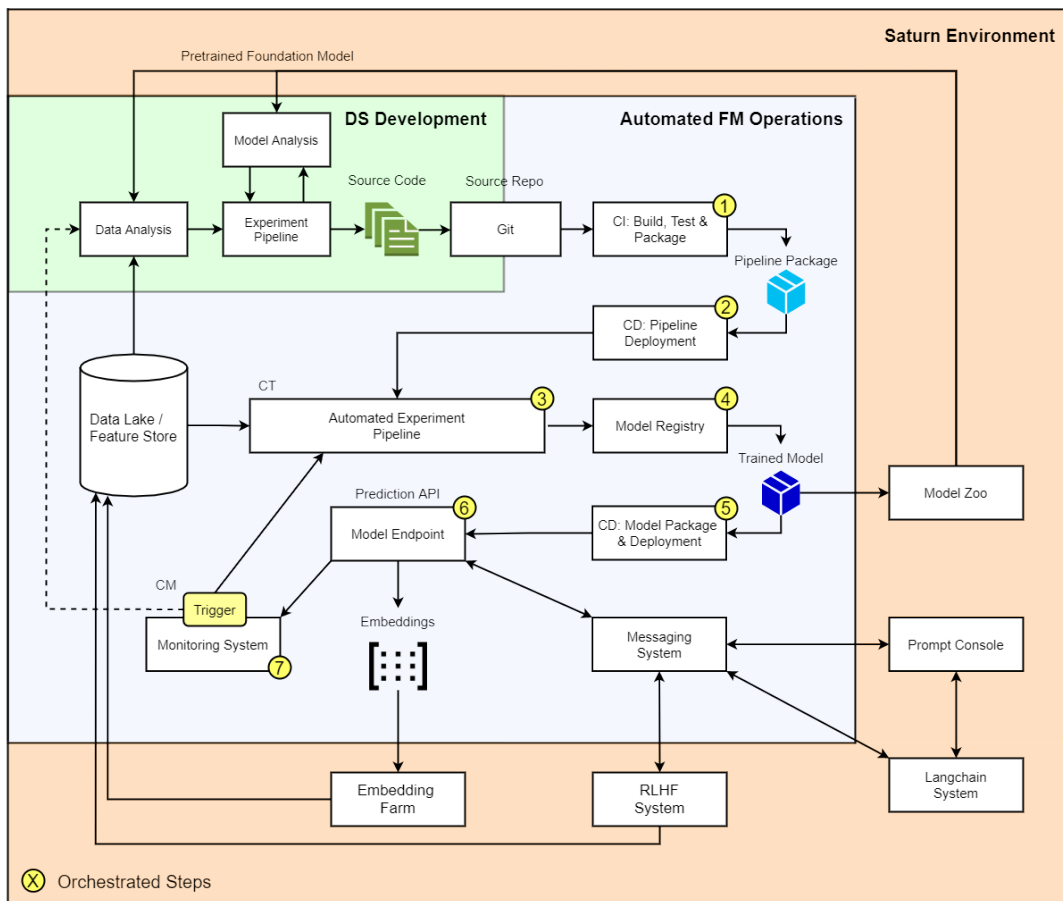 Saturn Environment
Pretrained Foundation Model
DS Development
Automated FM Operations
Model Analysis
Source Code
Source Repo
Data Analysis
Experiment
Pipeline
Git
1
CI: Build, Test &
Package
Pipeline Package
2
CD: Pipeline
Deployment
Data Lake /
Feature Store
CT
3
Automated Experiment
Pipeline
4
Model Registry
Trained Model
Model Zoo
Prediction API
6
Model Endpoint
5
CD: Model Package
& Deployment
CM
Trigger
Monitoring System
7
Embeddings
Messaging
System
Prompt Console
Embedding
Farm
RLHF
System
Langchain
System
X
Orchestrated Steps